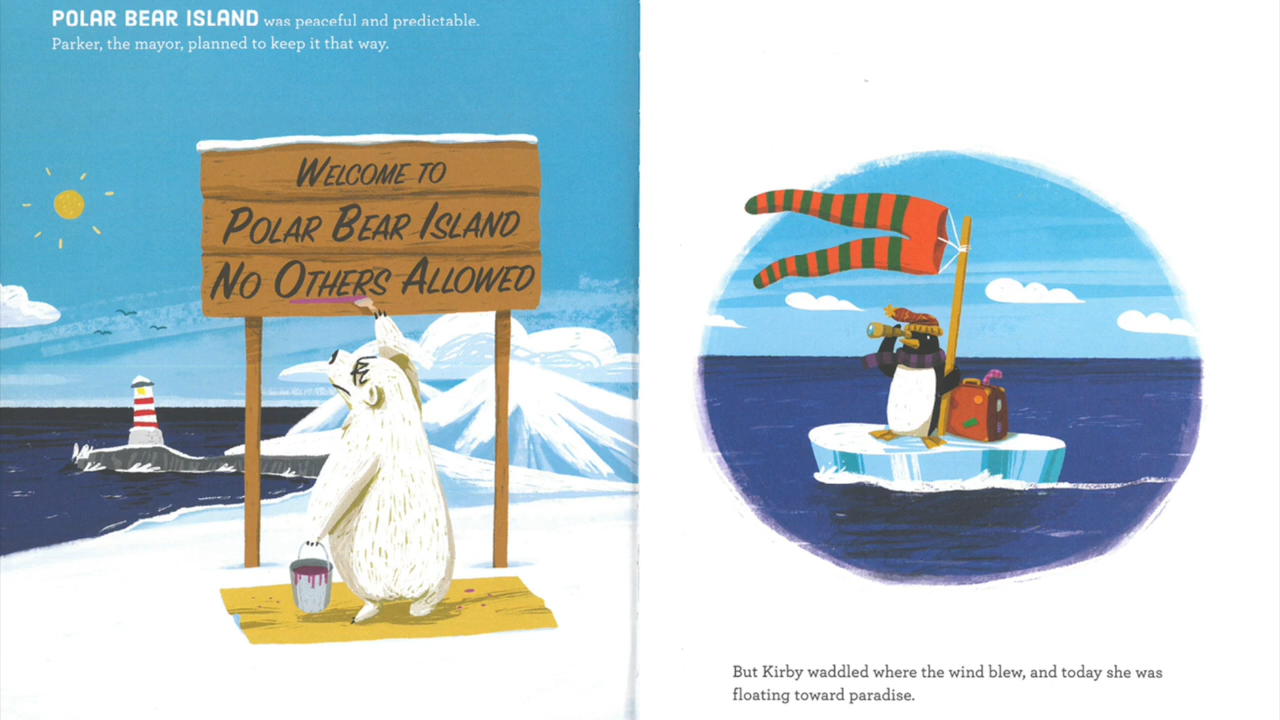 POLAR BEAR ISLAND was peaceful and predictable.
Parker, the mayor, planned to keep it that way.
WELCOME TO
POLAR BEAR ISLAND
NO OTHERS ALLOWED
But Kirby waddled where the wind blew, and today she was
floating toward paradise.